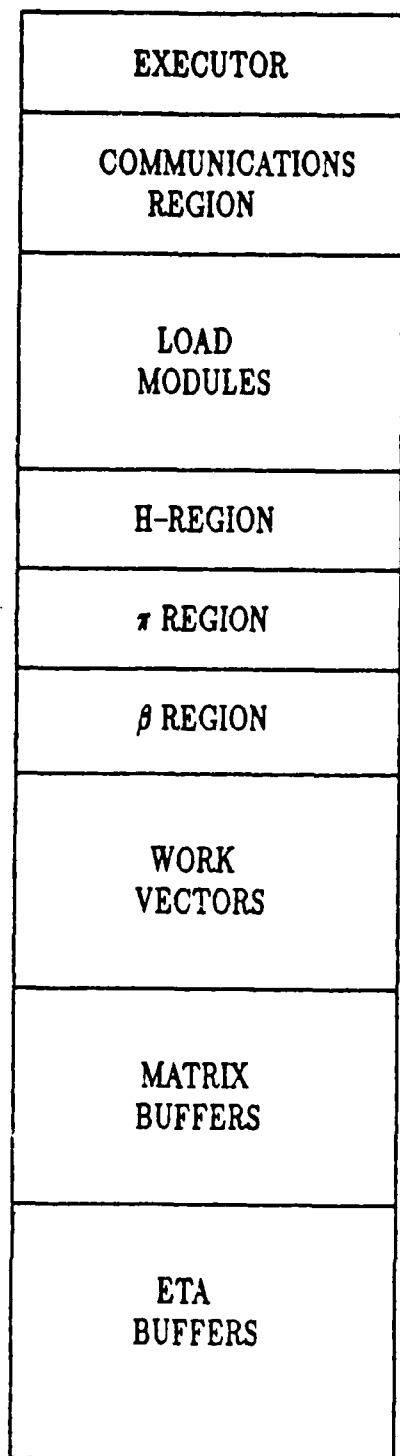 EXECUTOR
COMMUNICATIONS
REGION
LOAD
MODULES
H-REGION
π REGION
β REGION
WORK
VECTORS
MATRIX
BUFFERS
ETA
BUFFERS